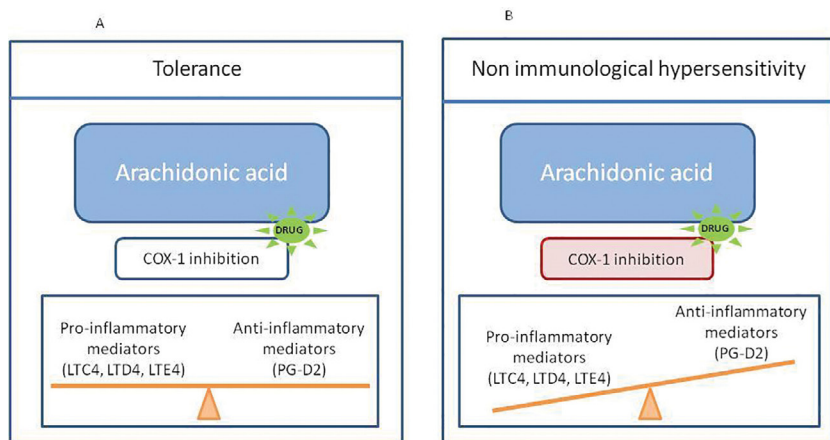 A
Tolerance
Arachidonic acid
DRUG
COX-1 inhibition
Pro-inflammatory
mediators
(LTC4, LTD4, LTE4)
Anti-inflammatory
mediators
(PG-D2)
B
Non immunological hypersensitivity
Arachidonic acid
DRUG
COX-1 inhibition
Pro-inflammatory
mediators
(LTC4, LTD4, LTE4)
Anti-inflammatory
mediators
(PG-D2)